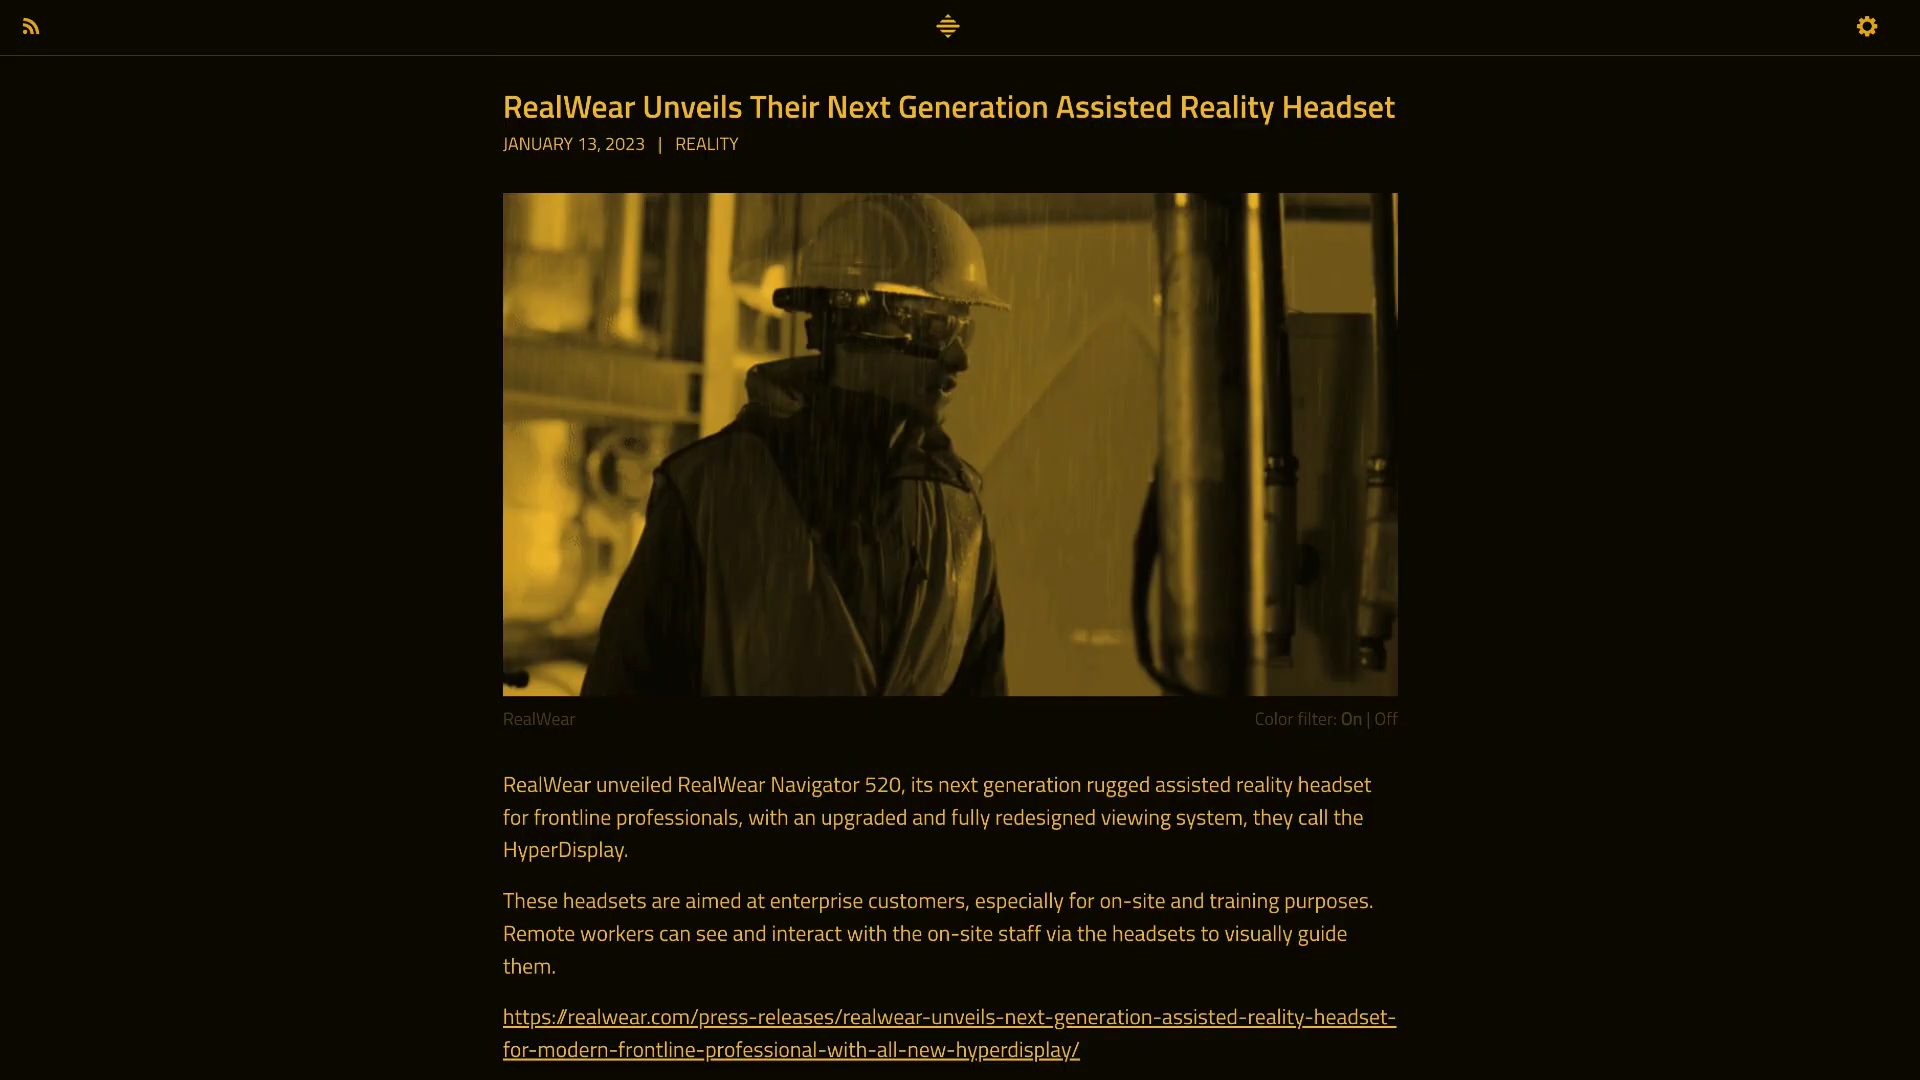 RealWear Unveils Their Next Generation Assisted Reality Headset
JANUARY 13, 2023 | REALITY
RealWear
Color filter: On | Off
RealWear unveiled RealWear Navigator 520, its next generation rugged assisted reality headset
for frontline professionals, with an upgraded and fully redesigned viewing system, they call the
HyperDisplay.
These headsets are aimed at enterprise customers, especially for on-site and training purposes.
Remote workers can see and interact with the on-site staff via the headsets to visually guide
them.
https://realwear.com/press-releases/realwear-unveils-next-generation-assisted-reality-headset-
for-modern-frontline-professional-with-all-new-hyperdisplay/